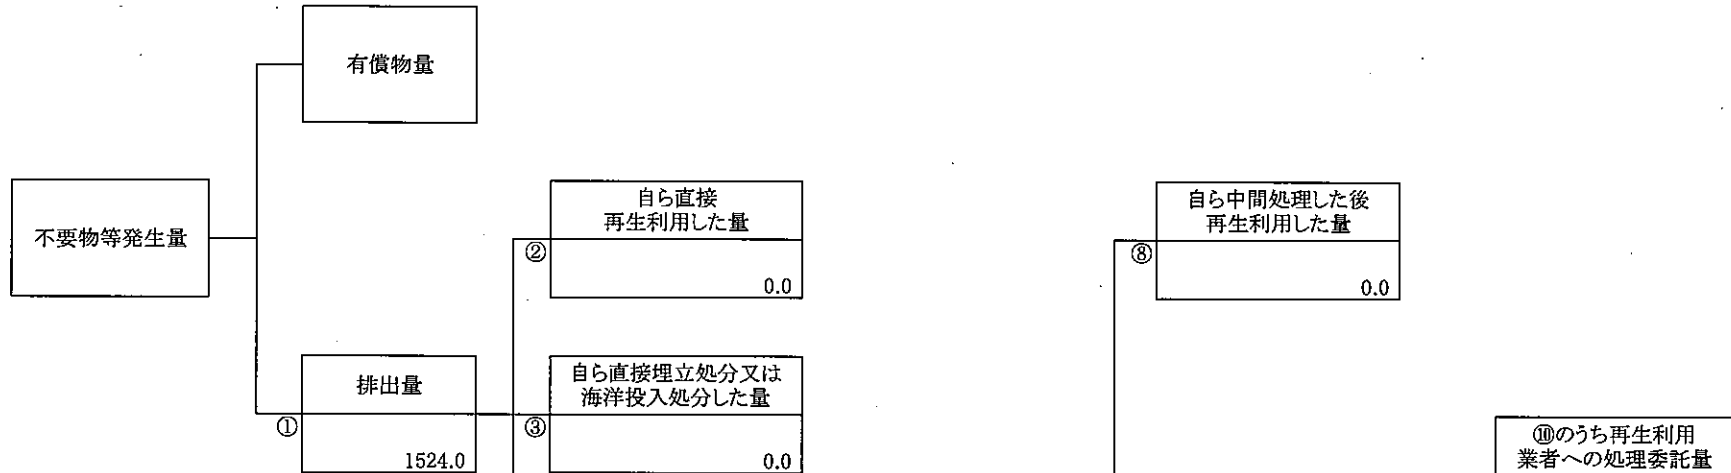 有償物量
不要物等発生量
自ら直接
再生利用した量
②
0.0
自ら中間処理した後
再生利用した量
⑧
0.0
排出量
①
1524.0
自ら直接埋立処分又は
海洋投入処分した量
③
0.0
⑩のうち再生利用
業者への処理委託量